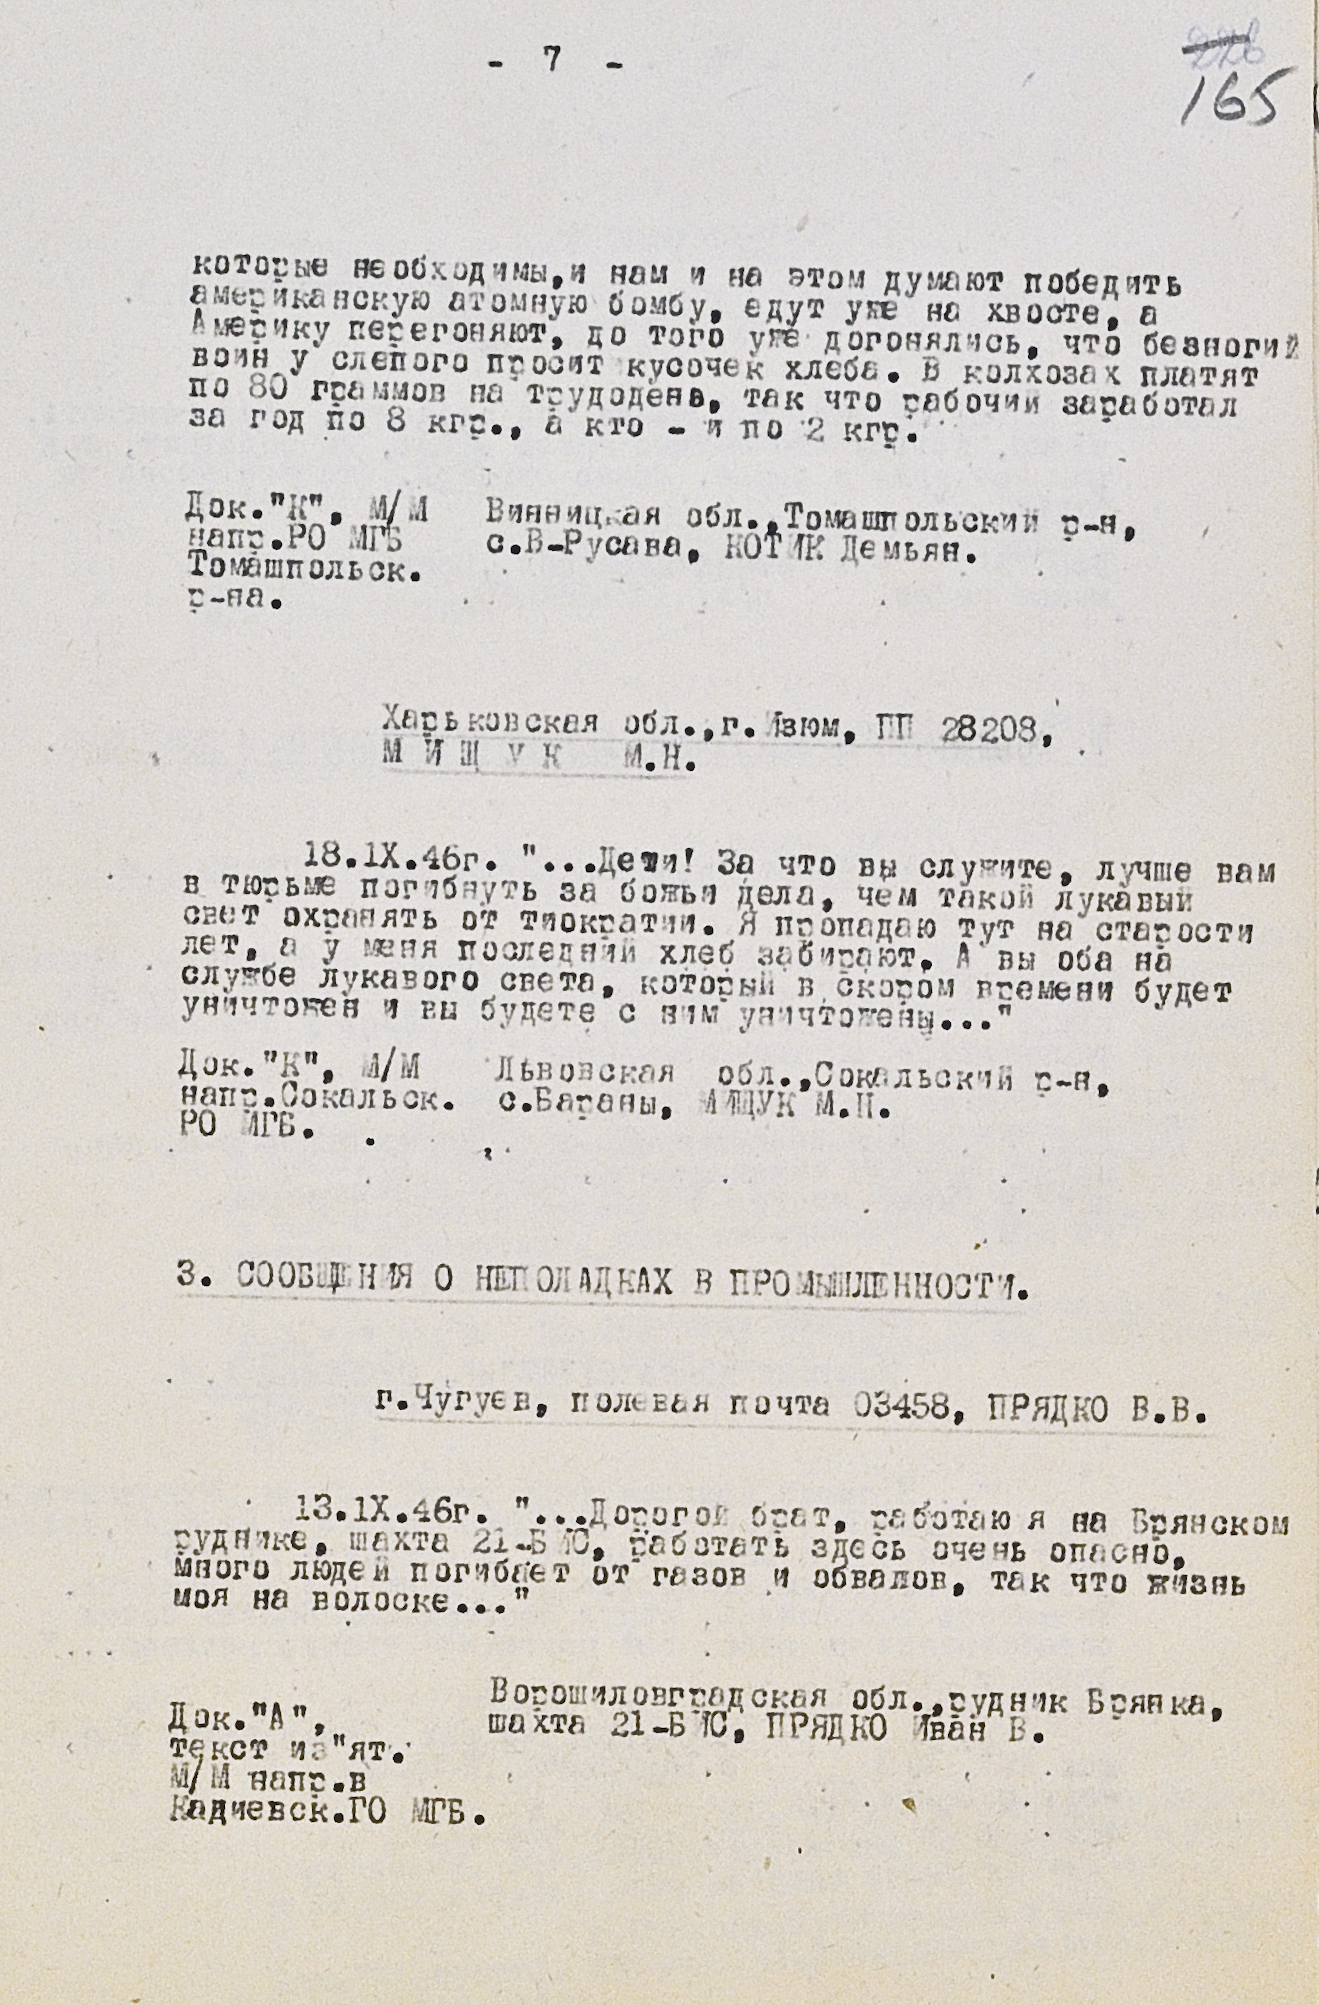 - 7 -
165
которые необходимы,и нам и на этом думают победить
американскую атомную бомбу, едут уже на хвосте, а
Америку перегоняют, до того уже догонялись, что безногий
воин у слепого просит кусочек хлеба. В колхозах платят
по 80 граммов на трудодень, так что рабочий заработал
за год по 8 кгр., а кто - и по 2 кгр.
Док."К", М/М
напр.РО МГБ
Томашпольск.
р-на.
Винницкая обл.,Томашпольский р-н,
с.В-Русава, КОТИК Демьян.
Харьковская обл.,г.Изюм, ПП 28208,
М И Щ У К М.Н.
18.IX.46г. "...Дети! За что вы служите, лучше вам
в тюрьме погибнуть за божьи дела, чем такой лукавый
свет охранять от тиократии. Я пропадаю тут на старости
лет, а у меня последний хлеб забирают. А вы оба на
службе лукавого света, который в скором времени будет
уничтожен и вы будете с ним уничтожены..."
Док."К", М/М
напр.Сокальск.
РО МГБ.
Львовская обл.,Сокальский р-н,
с.Бараны, МИЩУК М.П.
3. СООБЩЕНИЯ О НЕПОЛАДКАХ В ПРОМЫШЛЕННОСТИ.
г.Чугуев, полевая почта 03458, ПРЯДКО В.В.
13.IX.46г. "...Дорогой брат, работаю я на Брянском
руднике, шахта 21-БИС, работать здесь очень опасно,
много людей погибает от газов и обвалов, так что жизнь
моя на волоске..."
Док."А",
текст из"ят.
М/М напр.в
Кадиевск.ГО МГБ.
Ворошиловградская обл.,рудник Брянка,
шахта 21-БИС, ПРЯДКО Иван В.